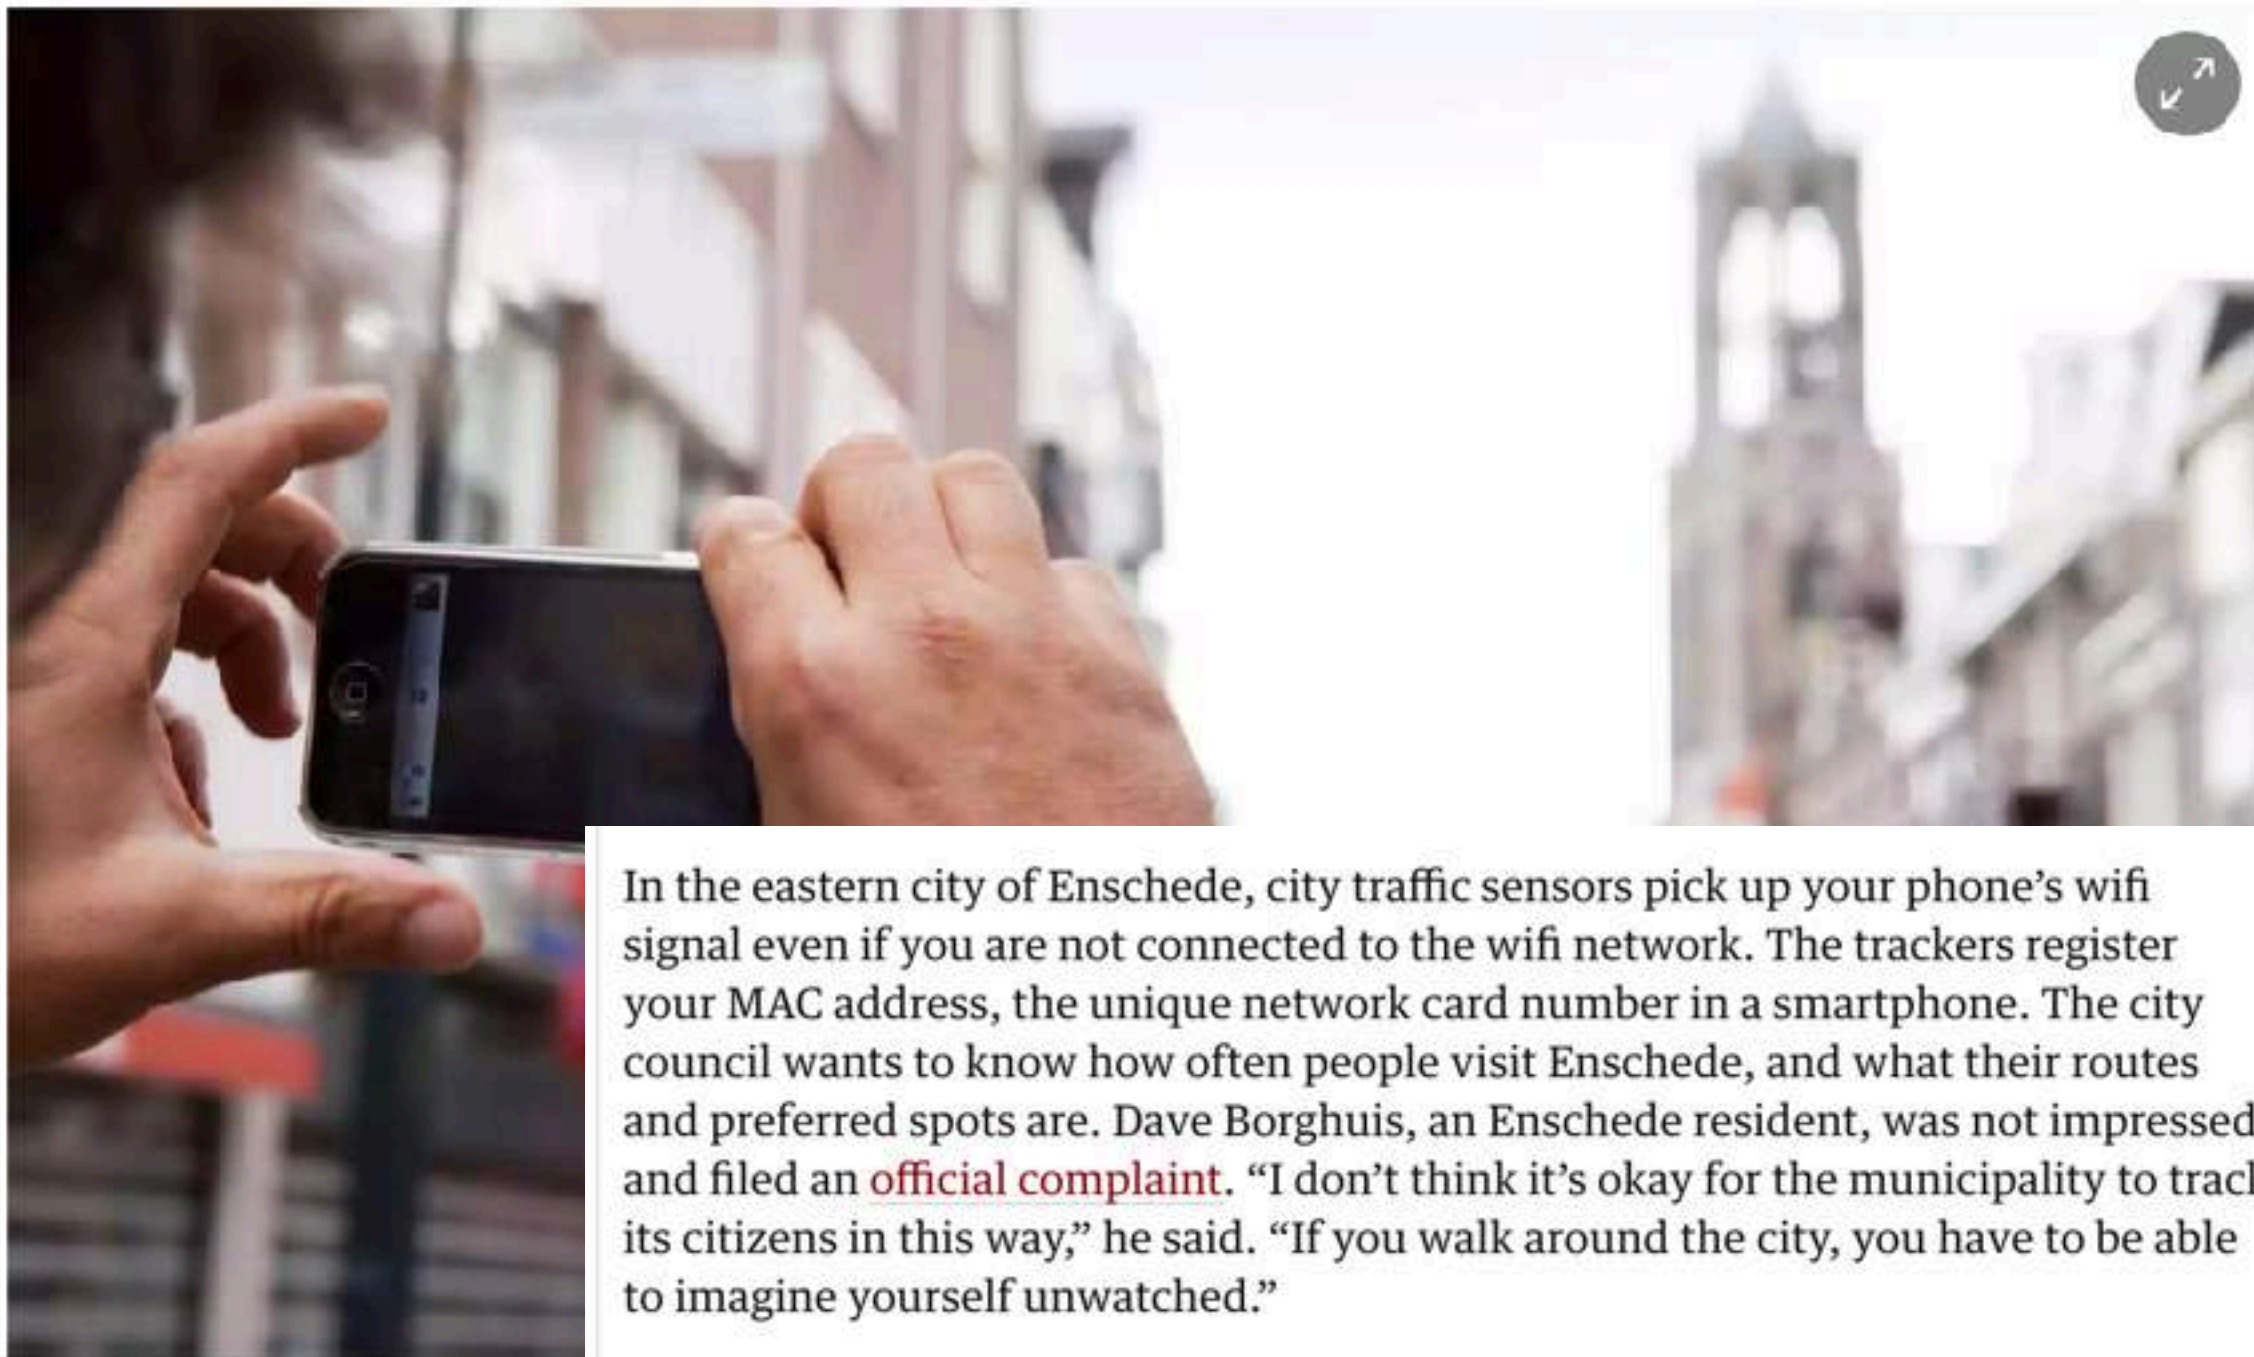 In the eastern city of Enschede, city traffic sensors pick up your phone’s wifi
signal even if you are not connected to the wifi network. The trackers register
your MAC address, the unique network card number in a smartphone. The city
council wants to know how often people visit Enschede, and what their routes
and preferred spots are. Dave Borghuis, an Enschede resident, was not impressed
and filed an official complaint. “I don’t think it’s okay for the municipality to track
its citizens in this way,” he said. “If you walk around the city, you have to be able
to imagine yourself unwatched.”